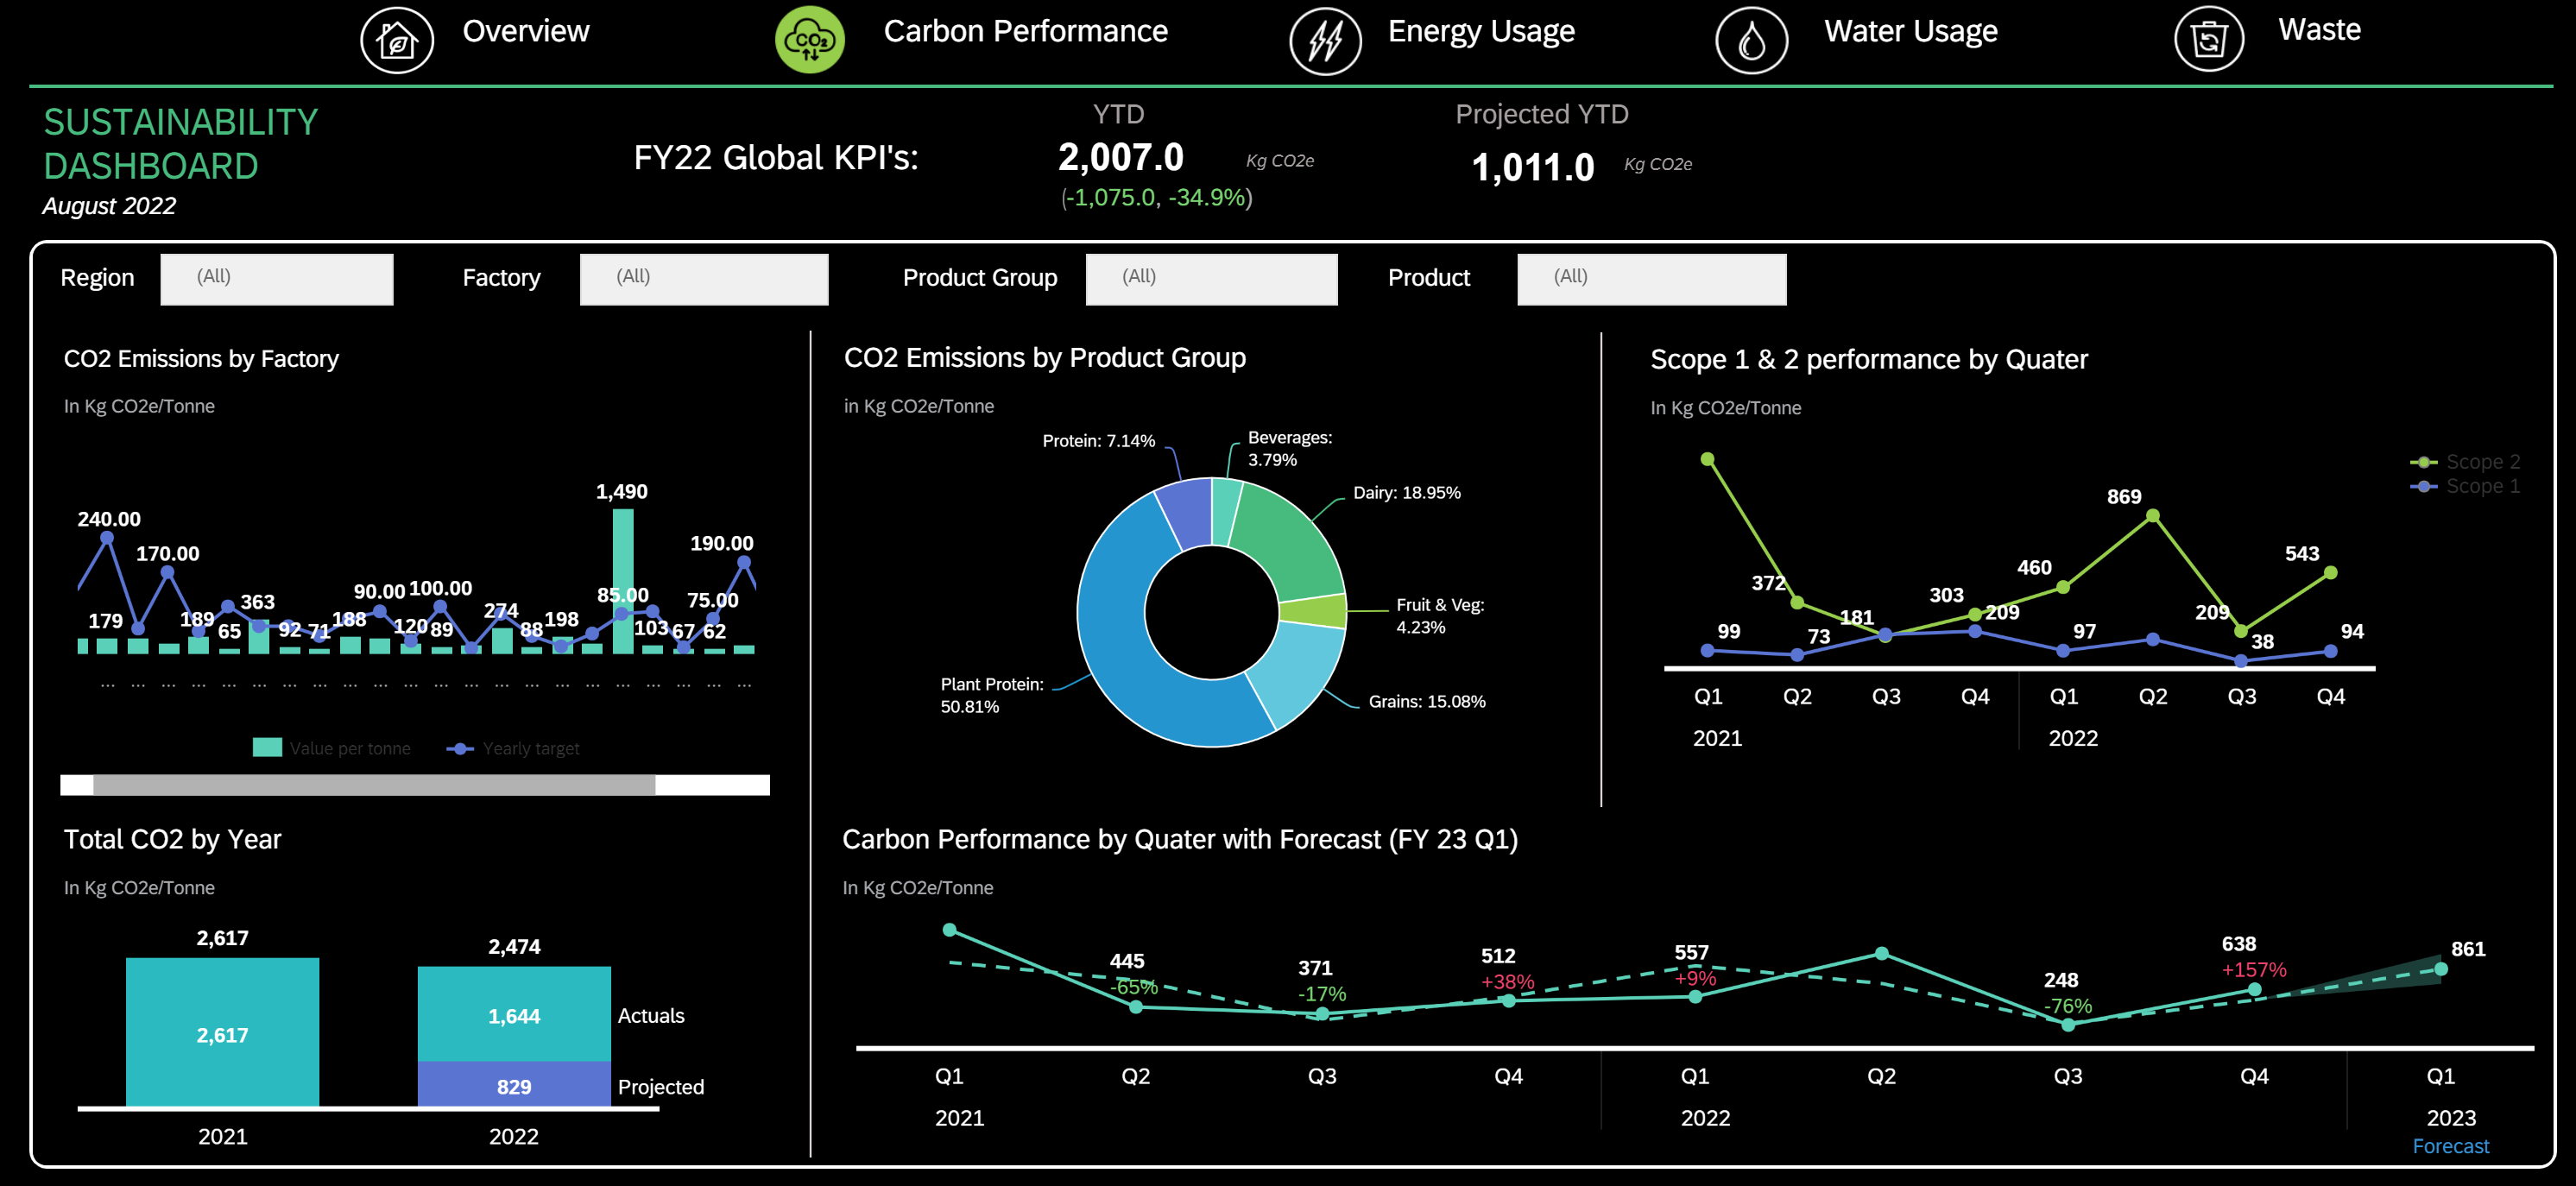 Overview
CO2
Carbon Performance
Energy Usage
Water Usage
Waste
SUSTAINABILITY
DASHBOARD
August 2022
FY22 Global KPI's:
YTD
2,007.0 Kg CO2e
(-1,075.0, -34.9%)
Projected YTD
1,011.0 Kg CO2e
Region (All)
Factory (All)
Product Group (All)
Product (All)
CO2 Emissions by Factory
In Kg CO2e/Tonne
1,490
240.00
190.00
170.00
90.00
100.00
85.00
75.00
363
274
179
189
188
198
65
92
71
120
89
88
103
67
62
... ... ... ... ... ... ... ... ... ... ... ... ... ... ... ... ... ... ... ... ... ...
Value per tonne
Yearly target
CO2 Emissions by Product Group
in Kg CO2e/Tonne
Protein: 7.14%
Beverages:
3.79%
Dairy: 18.95%
Fruit & Veg:
4.23%
Grains: 15.08%
Plant Protein:
50.81%
Scope 1 & 2 performance by Quater
In Kg CO2e/Tonne
Scope 2
Scope 1
869
543
460
372
303
181
209
209
99
73
97
38
94
Q1 Q2 Q3 Q4 Q1 Q2 Q3 Q4
2021 2022
Total CO2 by Year
In Kg CO2e/Tonne
2,617
2,474
2,617
1,644
Actuals
829
Projected
2021 2022
Carbon Performance by Quater with Forecast (FY 23 Q1)
In Kg CO2e/Tonne
445
-65%
371
-17%
512
+38%
557
+9%
248
-76%
638
+157%
861
Q1 Q2 Q3 Q4 Q1 Q2 Q3 Q4 Q1
2021 2022 2023
Forecast